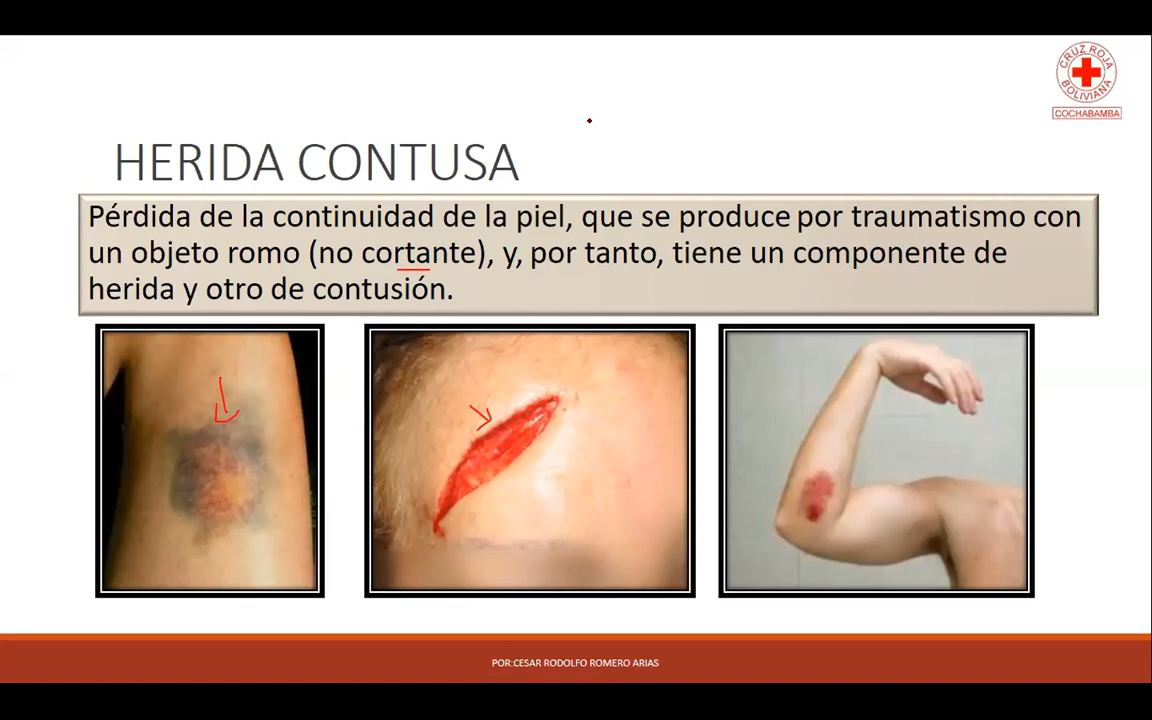 CRUZ ROJA
BOLIVIANA
COCHABAMBA
HERIDA CONTUSA
Pérdida de la continuidad de la piel, que se produce por traumatismo con
un objeto romo (no cortante), y, por tanto, tiene un componente de
herida y otro de contusión.
POR:CESAR RODOLFO ROMERO ARIAS